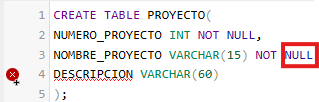 1 CREATE TABLE PROYECTO(
2 NUMERO_PROYECTO INT NOT NULL,
3 NOMBRE_PROYECTO VARCHAR(15) NOT NULL
4 DESCRIPCION VARCHAR(60)
5 );